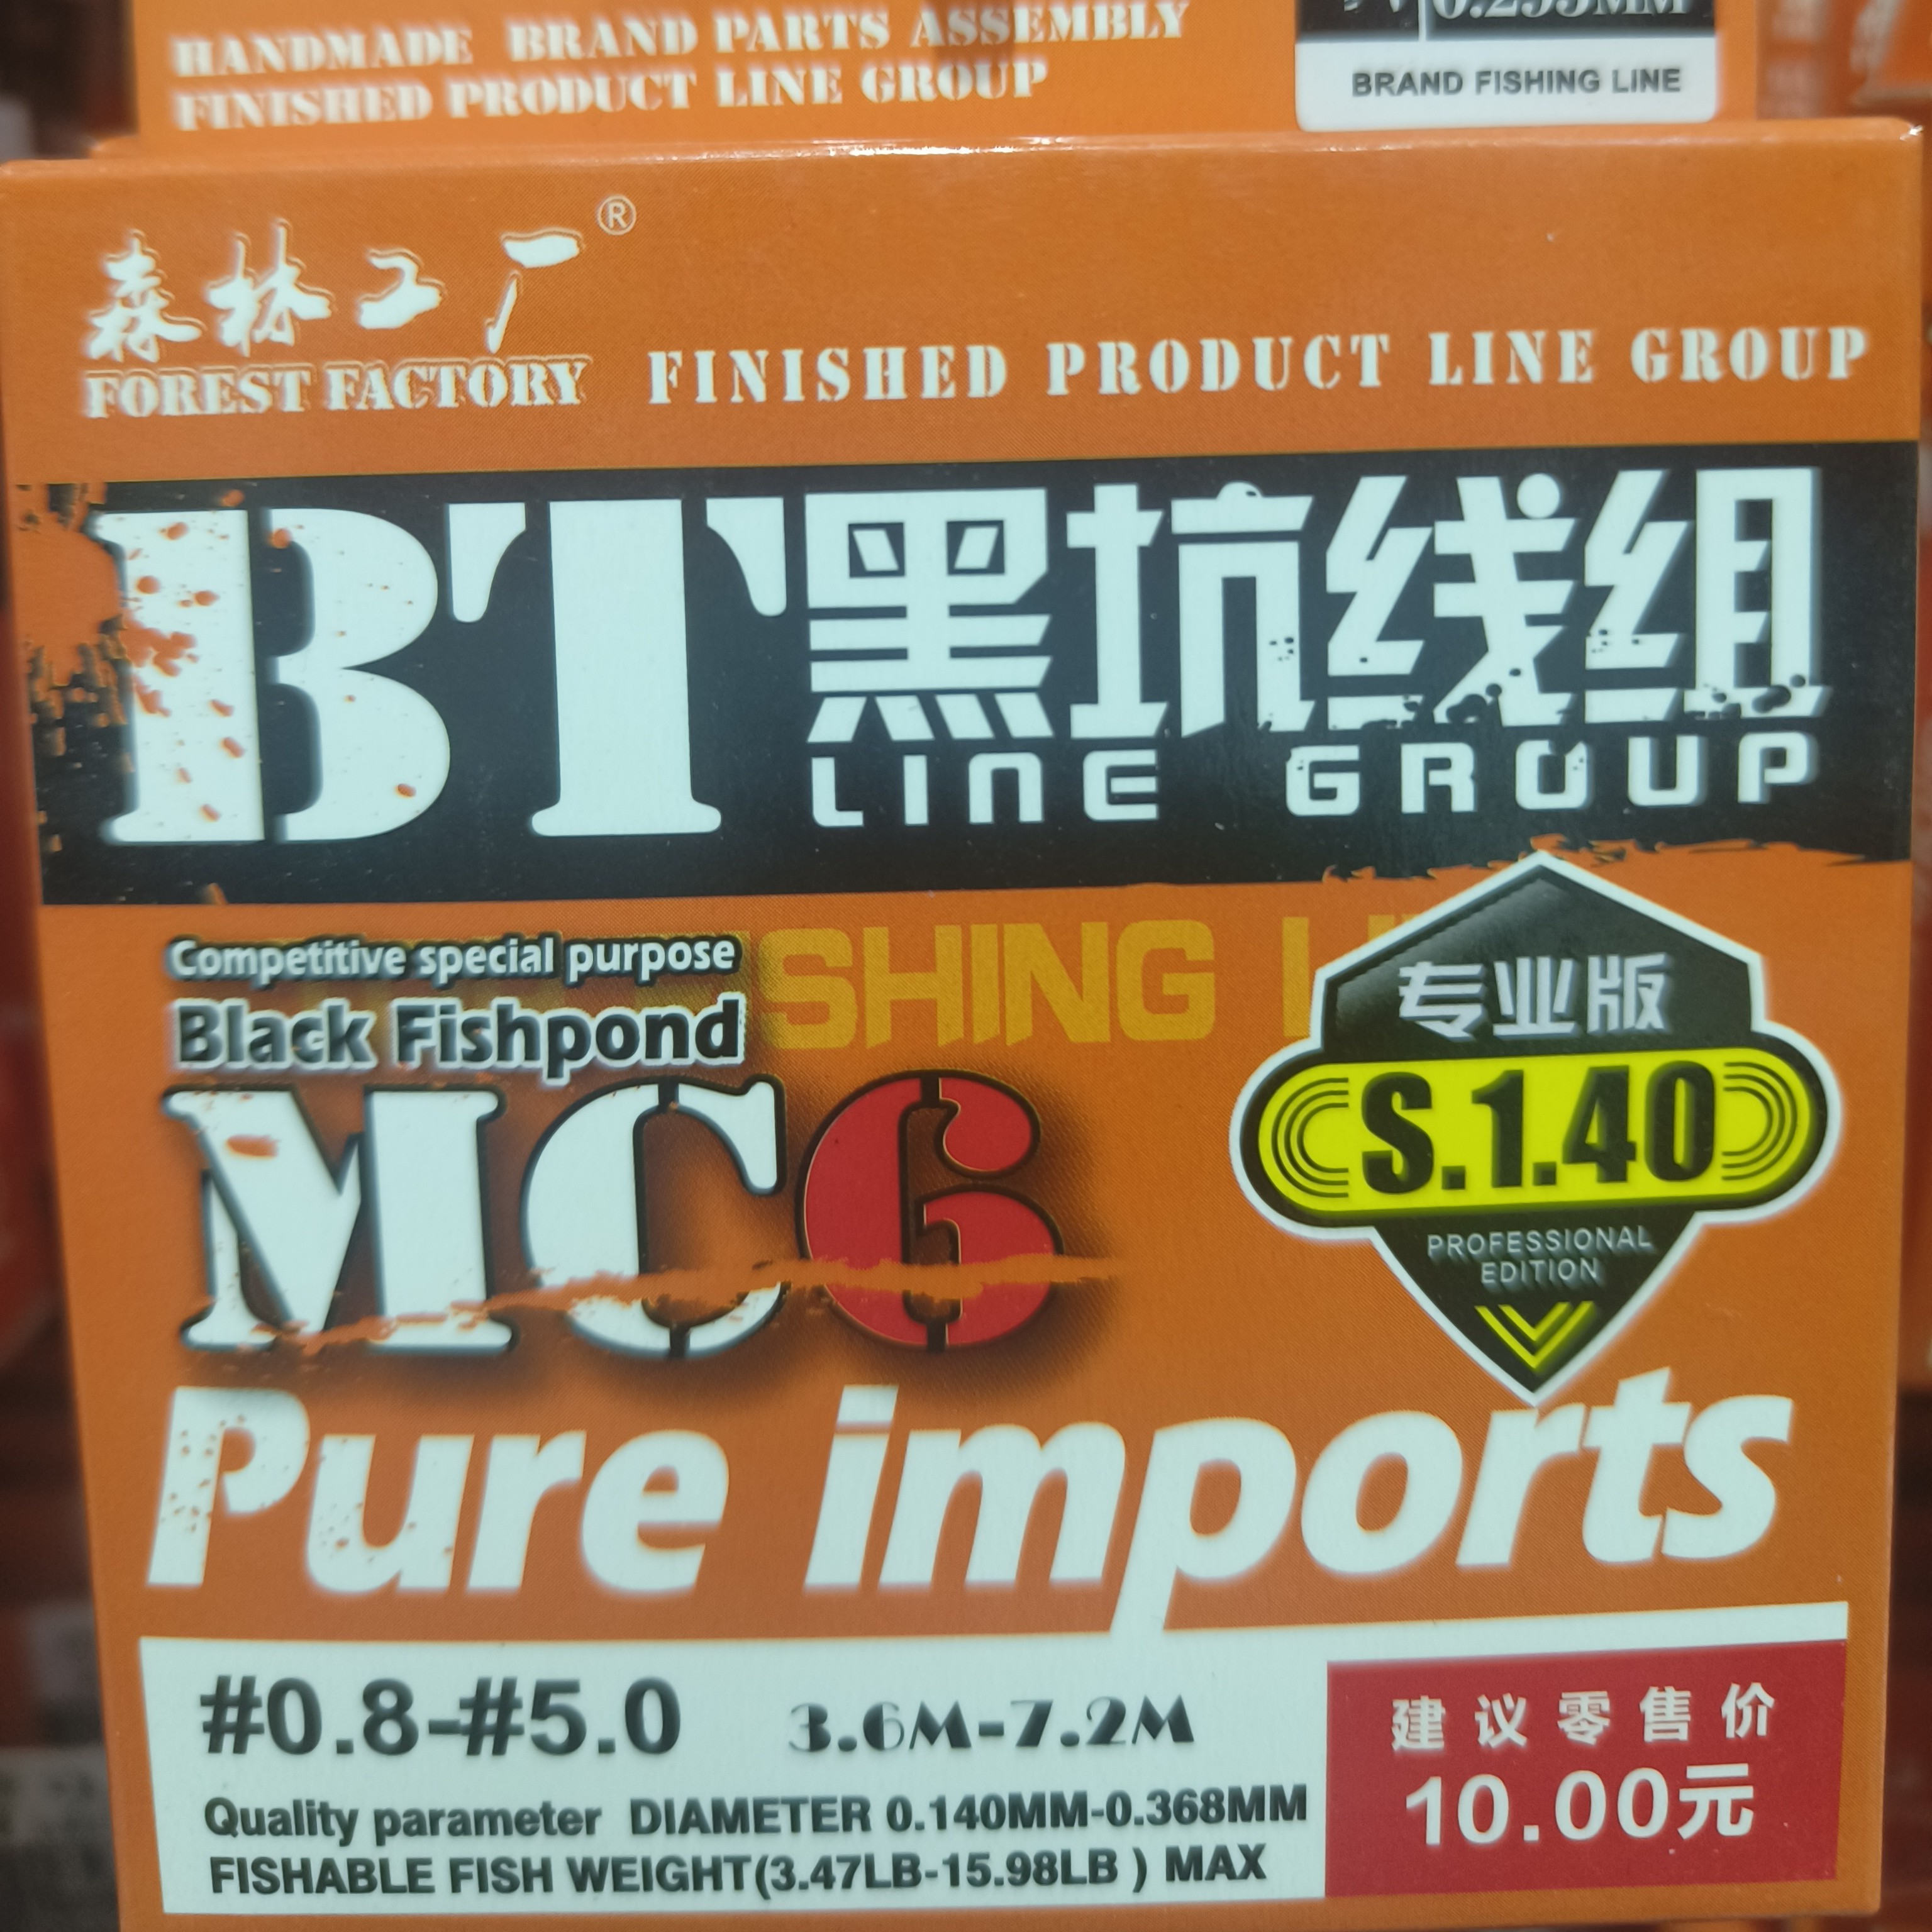 HANDMADE BRAND PARTS ASSEMBLY
FINISHED PRODUCT LINE GROUP
0.295MM
BRAND FISHING LINE
森林工厂®
FOREST FACTORY
FINISHED PRODUCT LINE GROUP
BT黑坑线组
LINE GROUP
SHING
Competitive special purpose
Black Fishpond
MC6
专业版
S.1.40
PROFESSIONAL
EDITION
Pure imports
#0.8-#5.0 3.6M-7.2M
Quality parameter DIAMETER 0.140MM-0.368MM
FISHABLE FISH WEIGHT(3.47LB-15.98LB ) MAX
建议零售价
10.00元